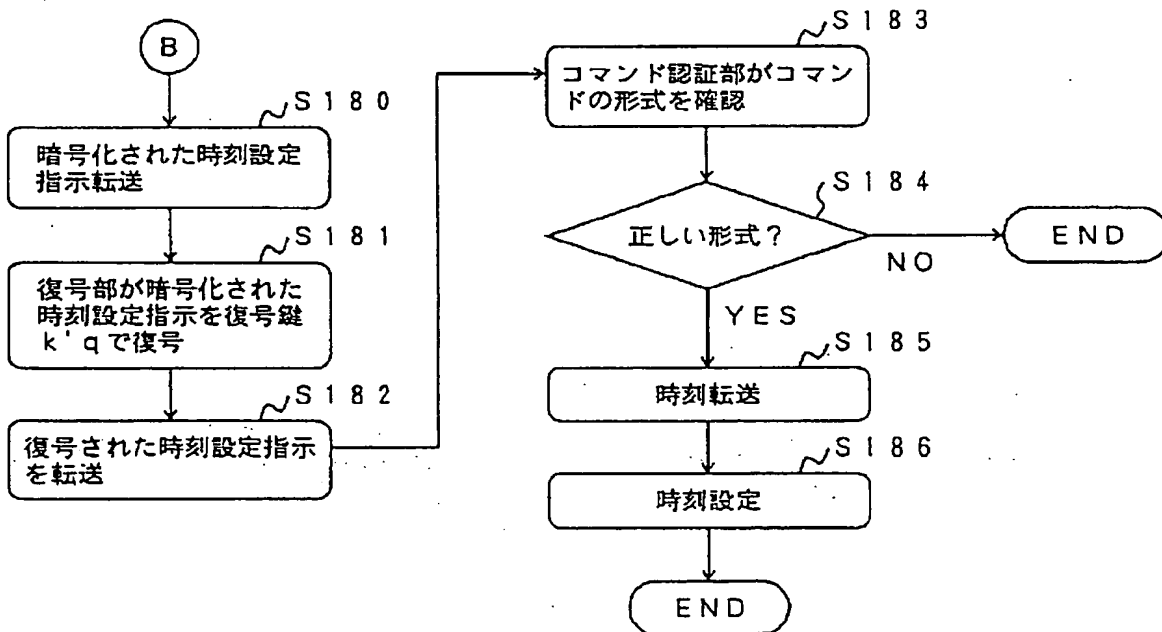 B
S180
暗号化された時刻設定
指示転送
S181
復号部が暗号化された
時刻設定指示を復号鍵
k'qで復号
S182
復号された時刻設定指示
を転送
S183
コマンド認証部がコマン
ドの形式を確認
S184
正しい形式?
NO
END
YES
S185
時刻転送
S186
時刻設定
END